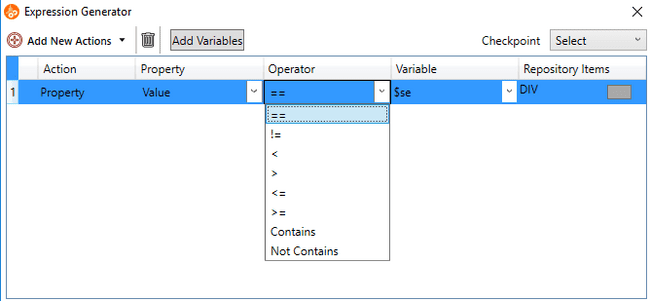 Expression Generator
Add New Actions Add Variables Checkpoint Select
Action Property Operator Variable Repository Items
1 Property Value == $se DIV
==
!=
<
>
<=
>=
Contains
Not Contains